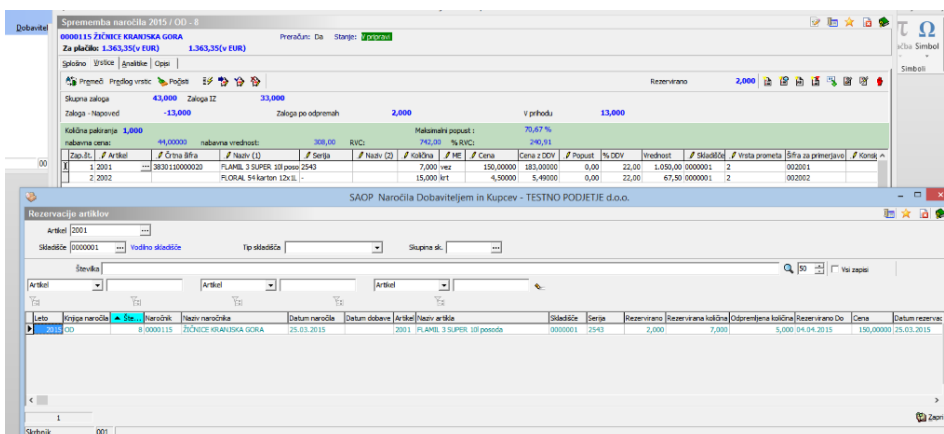 Dobavitel
Sprememba naročila 2015 / OD - 8
0000115 ŽIČNICE KRANJSKA GORA Preračun: Da Stanje: V pripravi
Za plačilo: 1.363,35(v EUR) 1.363,35(v EUR)
Splošno Vrstice Analitike Opisi
Premeči Predlog vrstic Počisti Rezervirano 2,000
Skupna zaloga 43,000 Zaloga IZ 33,000
Zaloga - Napoved -13,000 Zaloga po odpremah 2,000 V prihodu 13,000
Količina pakiranja 1,000 Maksimalni popust : 70,67 %
nabavna cena: 44,00000 nabavna vrednost: 308,00 RVC: 742,00 % RVC: 240,91
Zap.št. Artikel Črtna šifra Naziv (1) Serija Naziv (2) Količina ME Cena Cena z DDV Popust %DDV Vrednost Skladišče Vrsta prometa Šifra za primerjavo
1 2001 ... 3830110000020 FLAMIL 3 SUPER 10l poso 2543 7,000 vez 150,00000 183,00000 0,00 22,00 1.050,00 0000001 2 002001
2 2002 FLORAL 54 karton 12x1L - 15,000 krt 4,50000 5,49000 0,00 22,00 67,50 0000001 2 002002
π Ω
Simbol
Simboli
00
SAOP Naročila Dobaviteljem in Kupcev - TESTNO PODJETJE d.o.o.
Rezervacije artiklov
Artikel 2001 ...
Skladišče 0000001 ... Vodilno skladišče Tip skladišča Skupina sk. ...
Številka 50 Vsi zapisi
Artikel Artikel Artikel
Leto Knjiga naročila Šte... Naročnik Naziv naročnika Datum naročila Datum dobave Artikel Naziv artikla Skladišče Serija Rezervirano Rezervirana količina Odpremljena količina Rezervirano Do Cena Datum rezervac
2015 OD 8 0000115 ŽIČNICE KRANJSKA GORA 25.03.2015 2001 FLAMIL 3 SUPER 10l posoda 0000001 2543 2,000 7,000 5,000 04.04.2015 150,00000 25.03.2015
1
Zapri
Skrbnik 001